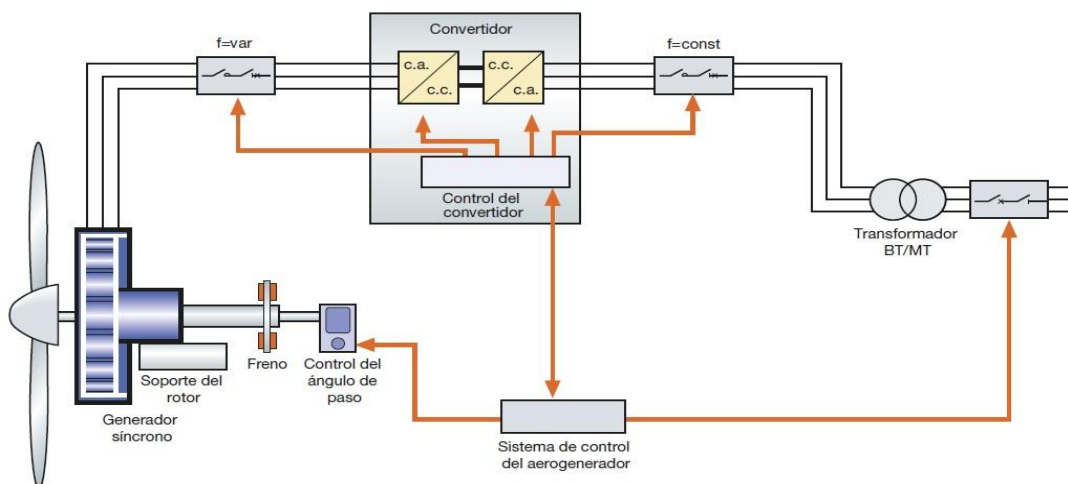 Convertidor
f=var
f=const
c.a.
c.c.
c.c.
c.a.
Control del
convertidor
Transformador
BT/MT
Soporte del
rotor
Freno
Control del
ángulo de
paso
Generador
síncrono
Sistema de control
del aerogenerador